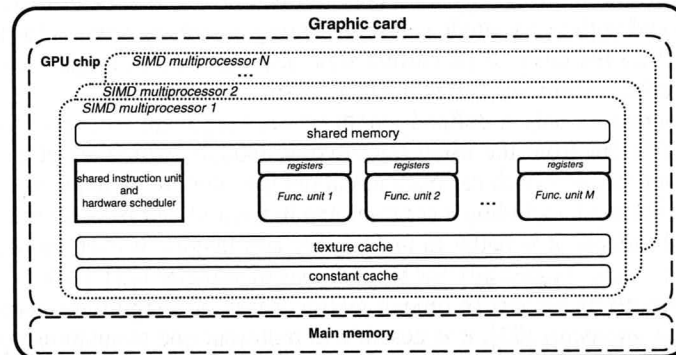 Graphic card
GPU chip
SIMD multiprocessor N
...
SIMD multiprocessor 2
SIMD multiprocessor 1
shared memory
shared instruction unit
and
hardware scheduler
registers
registers
registers
Func. unit 1
Func. unit 2
...
Func. unit M
texture cache
constant cache
Main memory